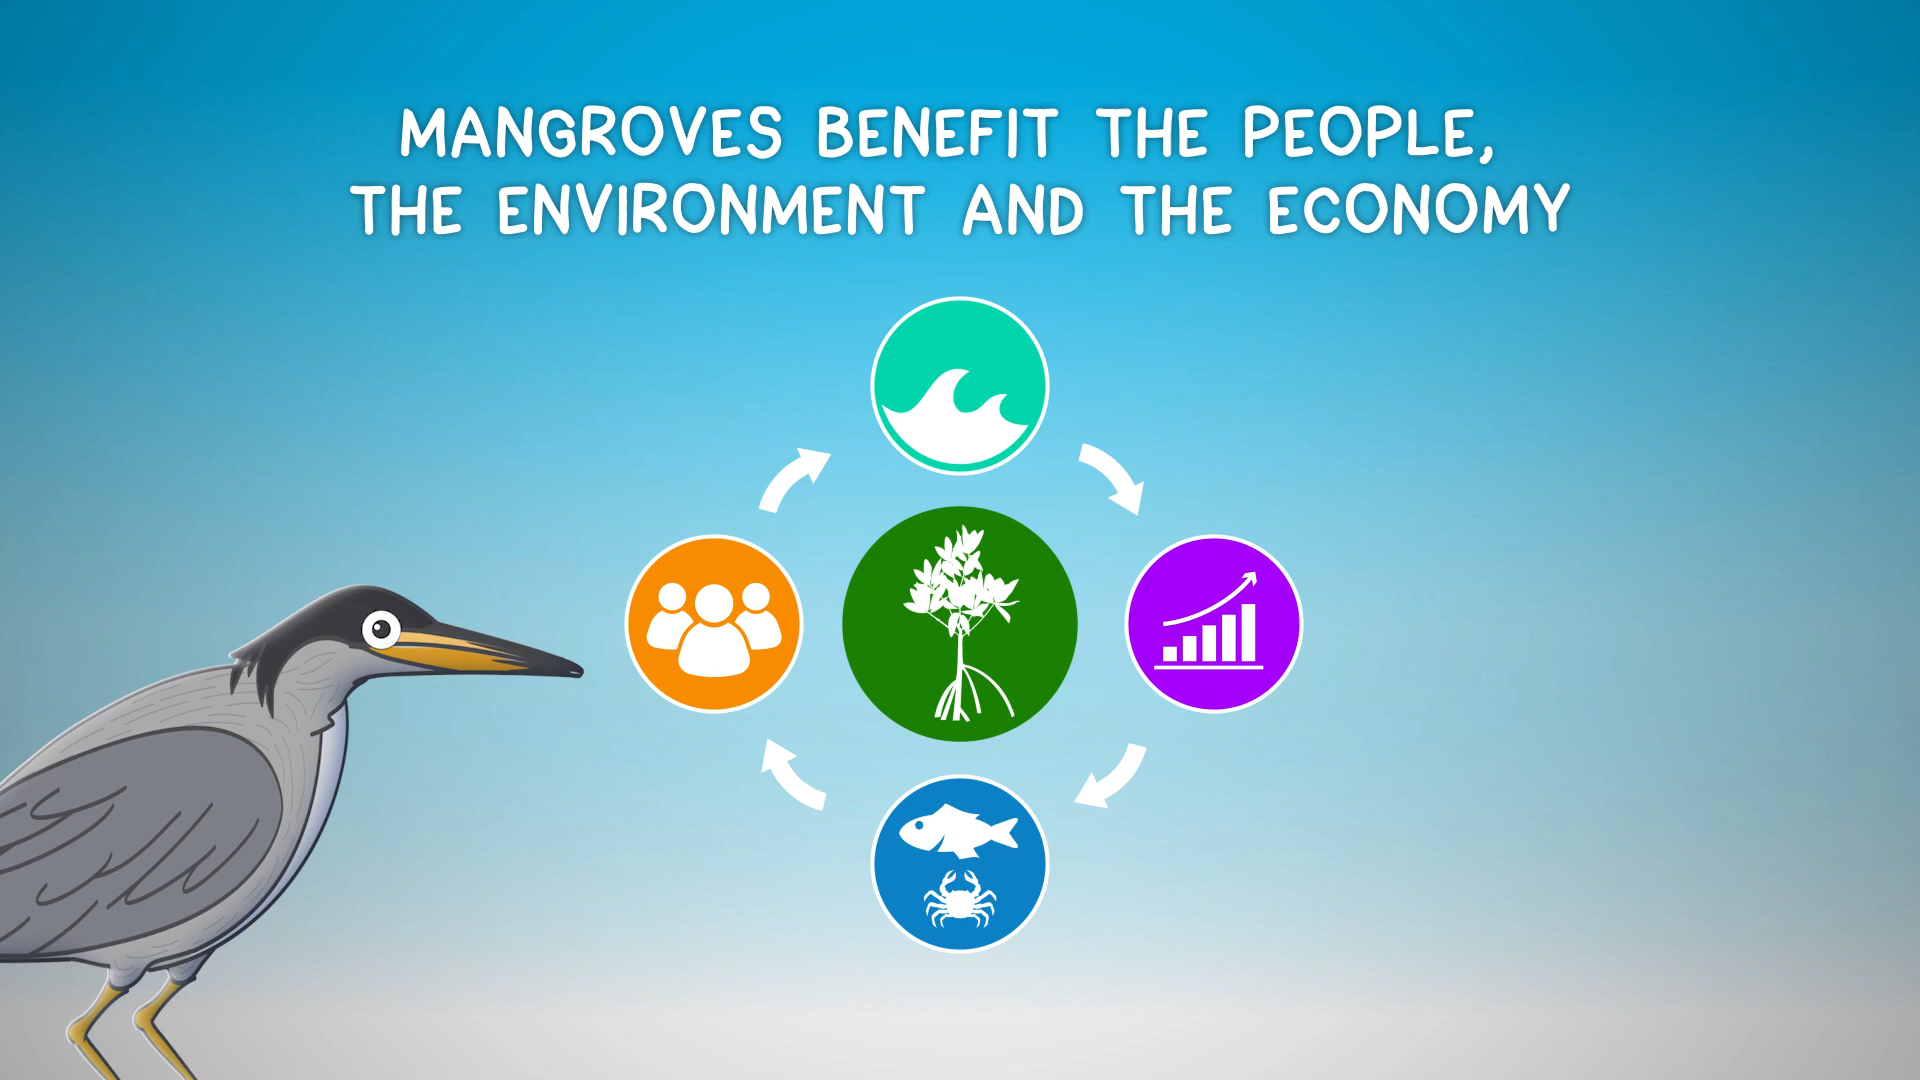 MANGROVES BENEFIT THE PEOPLE,
THE ENVIRONMENT AND THE ECONOMY